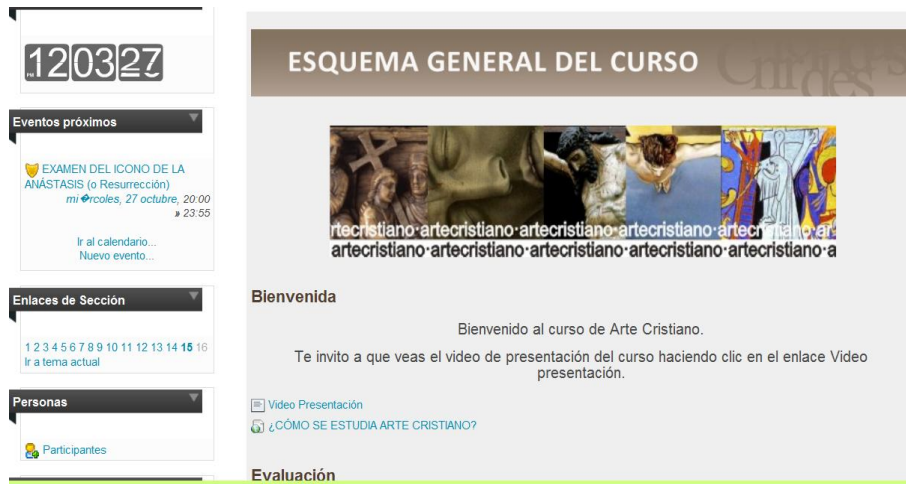 PM 120327
Eventos próximos
EXAMEN DEL ICONO DE LA
ANÁSTASIS (o Resurrección)
mi�rcoles, 27 octubre, 20:00
» 23:55
Ir al calendario...
Nuevo evento...
Enlaces de Sección
1 2 3 4 5 6 7 8 9 10 11 12 13 14 15 16
Ir a tema actual
Personas
Participantes
ESQUEMA GENERAL DEL CURSO
rtecristiano·artecristiano·artecristiano·artecristiano·artecristiano·ar
artecristiano·artecristiano·artecristiano·artecristiano·artecristiano·a
Bienvenida
Bienvenido al curso de Arte Cristiano.
Te invito a que veas el video de presentación del curso haciendo clic en el enlace Video
presentación.
Video Presentación
¿CÓMO SE ESTUDIA ARTE CRISTIANO?
Evaluación